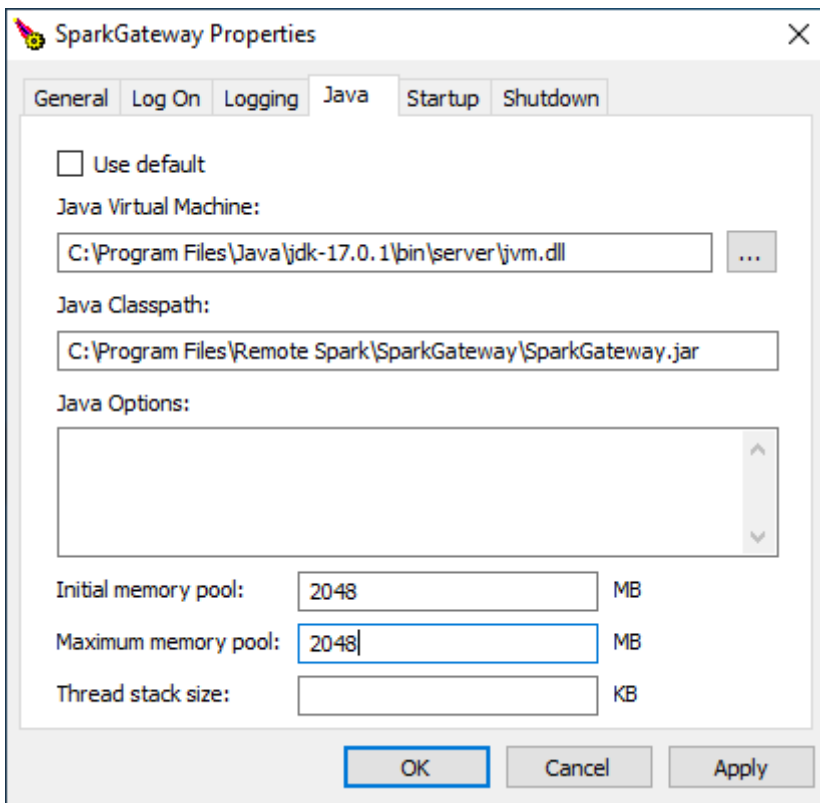 SparkGateway Properties
General Log On Logging Java Startup Shutdown
Use default
Java Virtual Machine:
C:\Program Files\Java\jdk-17.0.1\bin\server\jvm.dll ...
Java Classpath:
C:\Program Files\Remote Spark\SparkGateway\SparkGateway.jar
Java Options:
Initial memory pool: 2048 MB
Maximum memory pool: 2048 MB
Thread stack size: KB
OK Cancel Apply